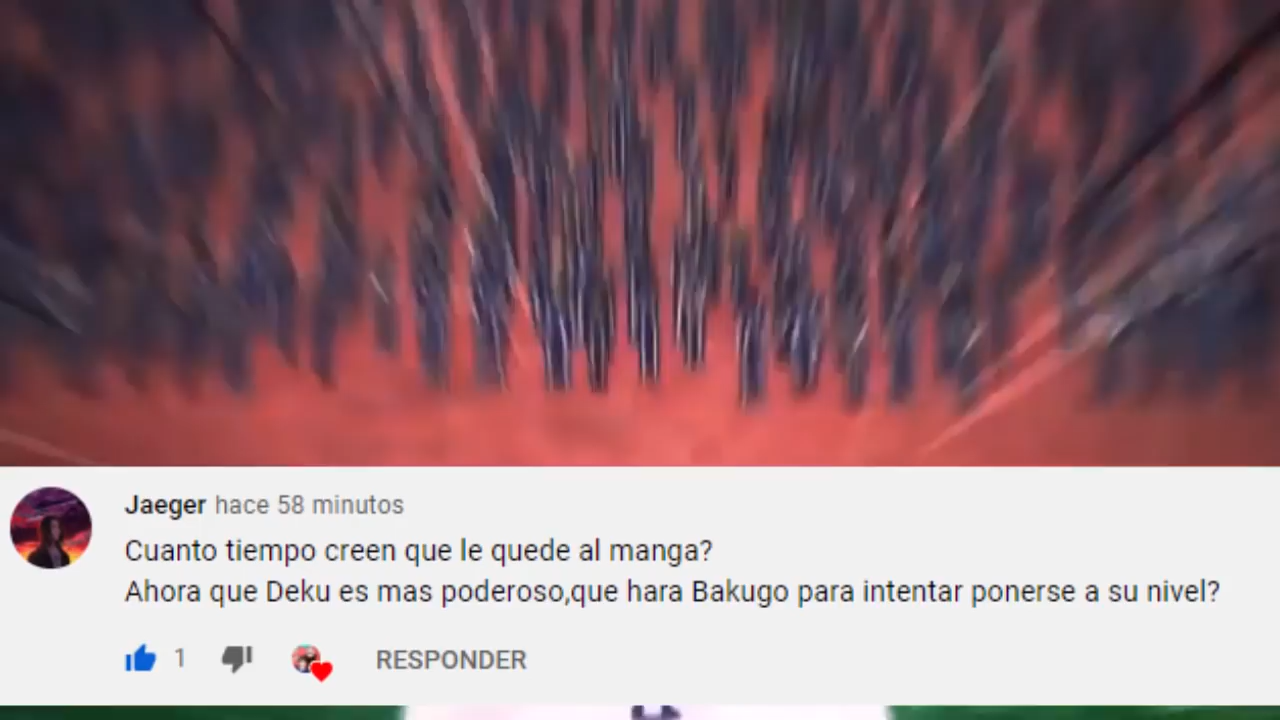 Jaeger hace 58 minutos
Cuanto tiempo creen que le quede al manga?
Ahora que Deku es mas poderoso,que hara Bakugo para intentar ponerse a su nivel?
1 RESPONDER